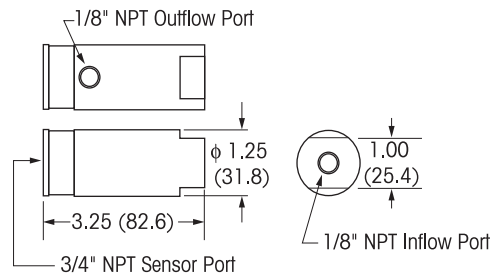 1/8" NPT Outflow Port
ϕ 1.25
(31.8)
1.00
(25.4)
3.25 (82.6)
1/8" NPT Inflow Port
3/4" NPT Sensor Port